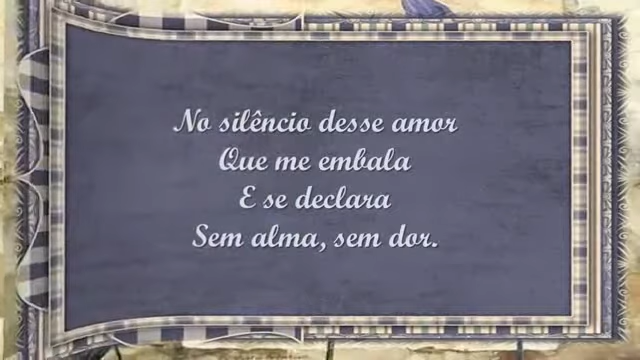 No silêncio desse amor
Que me embala
E se declara
Sem alma, sem dor.